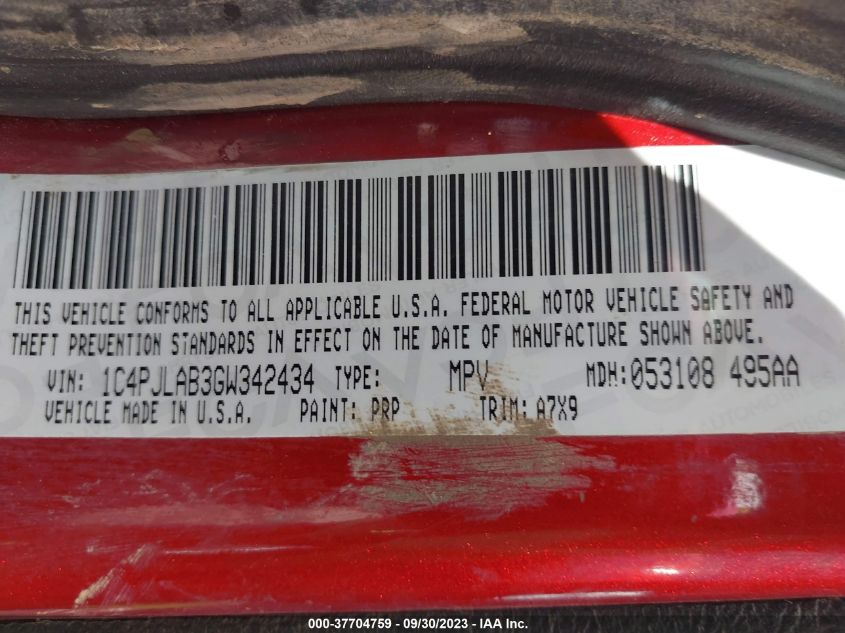 THIS VEHICLE CONFORMS TO ALL APPLICABLE U.S.A. FEDERAL MOTOR VEHICLE SAFETY AND
THEFT PREVENTION STANDARDS IN EFFECT ON THE DATE OF MANUFACTURE SHOWN ABOVE.
VIN: 1C4PJLAB3GW342434 TYPE: MPV MDH:053108 495AA
VEHICLE MADE IN U.S.A. PAINT: PRP TRIM: A7X9
000-37704759 - 09/30/2023 - IAA Inc.